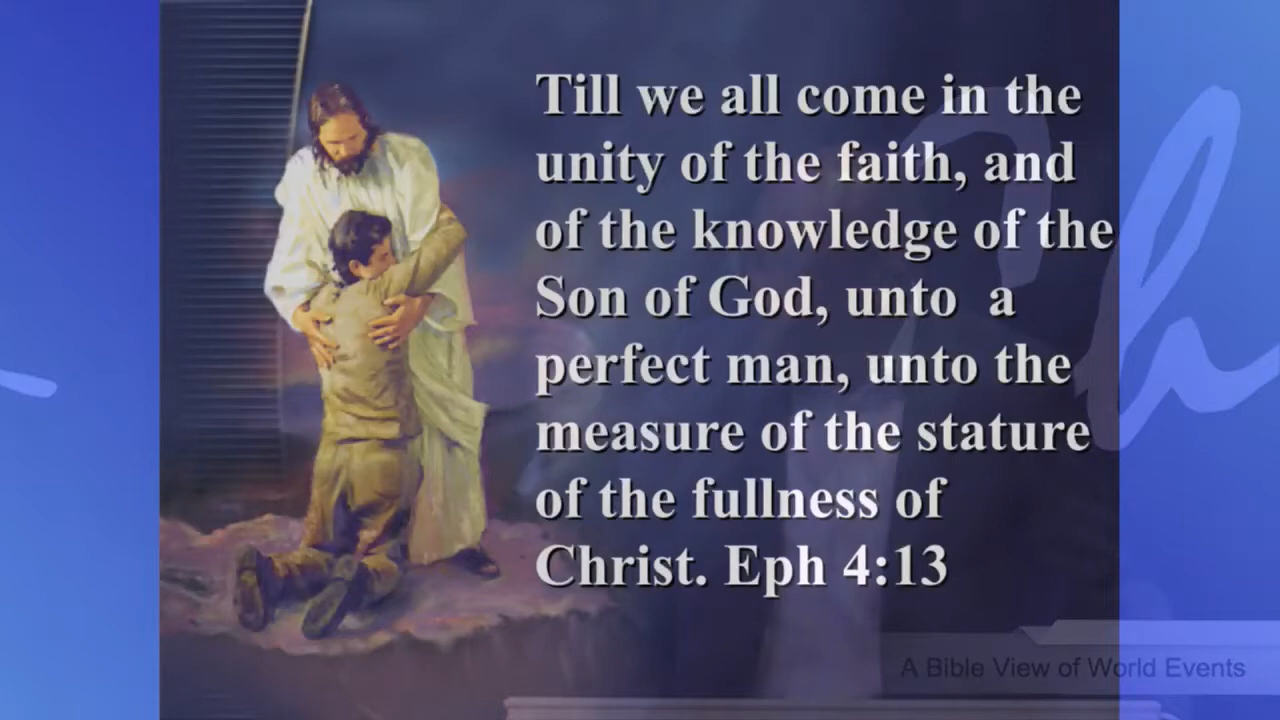 Till we all come in the
unity of the faith, and
of the knowledge of the
Son of God, unto  a
perfect man, unto the
measure of the stature
of the fullness of
Christ. Eph 4:13
A Bible View of World Events